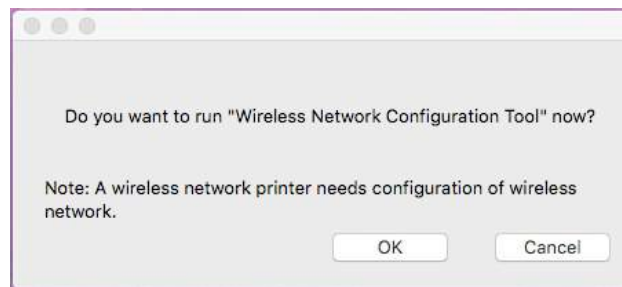 Do you want to run "Wireless Network Configuration Tool" now?
Note: A wireless network printer needs configuration of wireless
network.
OK
Cancel